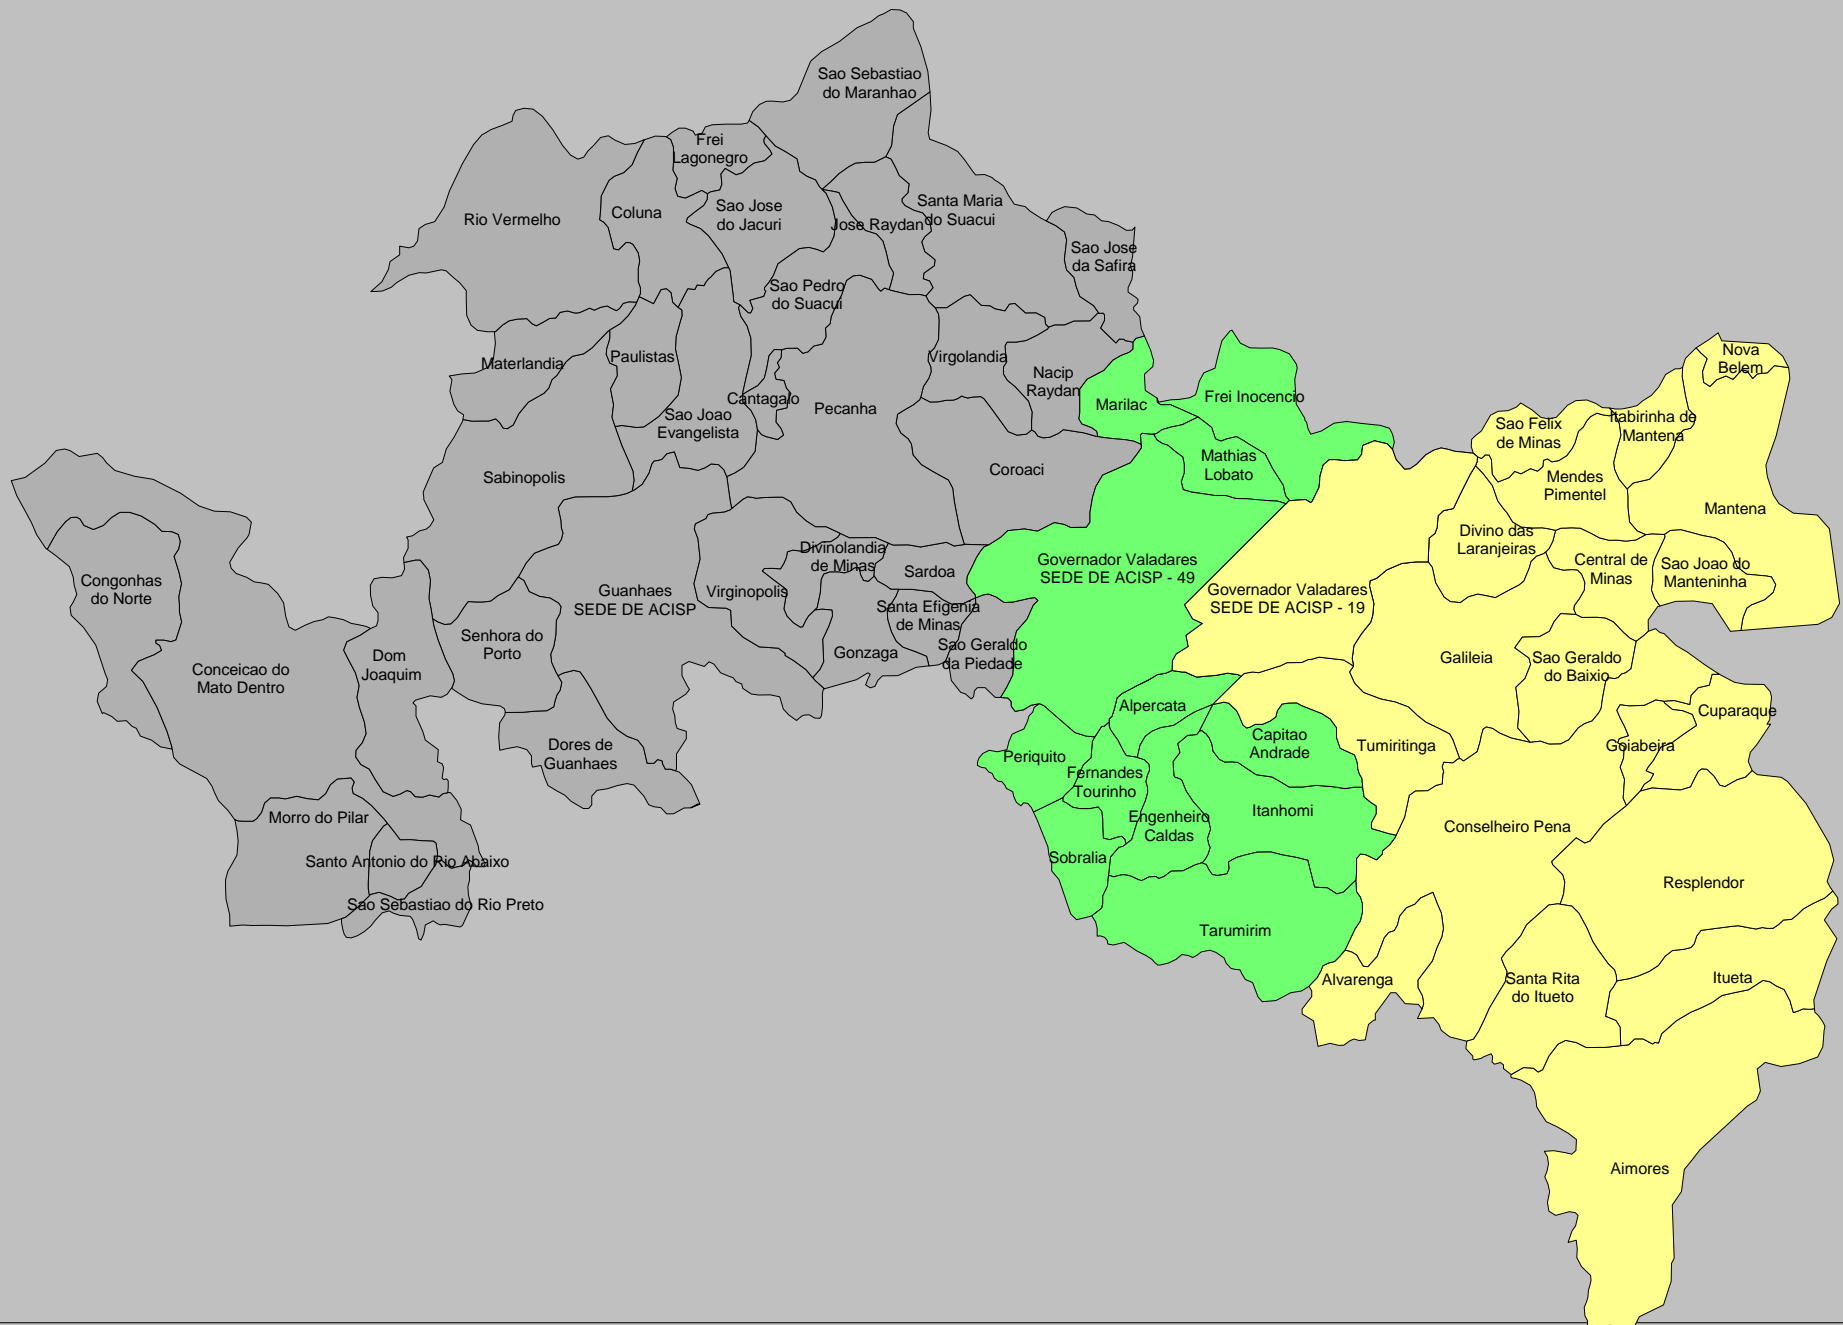 Sao Sebastiao
do Maranhao
Frei
Lagonegro
Rio Vermelho
Coluna
Sao Jose
do Jacuri
Jose Raydan
Santa Maria
do Suacui
Sao Jose
da Safira
Sao Pedro
do Suacui
Materlandia
Paulistas
Virgolandia
Nacip
Raydan
Cantagalo
Pecanha
Sao Joao
Evangelista
Marilac
Frei Inocencio
Nova
Belem
Sao Felix
de Minas
Itabirinha de
Mantena
Mathias
Lobato
Coroaci
Sabinopolis
Mendes
Pimentel
Mantena
Divino das
Laranjeiras
Divinolandia
de Minas
Sardoa
Governador Valadares
SEDE DE ACISP - 49
Central de
Minas
Sao Joao do
Manteninha
Congonhas
do Norte
Guanhaes
SEDE DE ACISP
Virginopolis
Governador Valadares
SEDE DE ACISP - 19
Santa Efigenia
de Minas
Senhora do
Porto
Gonzaga
Sao Geraldo
da Piedade
Galileia
Sao Geraldo
do Baixio
Dom
Joaquim
Conceicao do
Mato Dentro
Alpercata
Cuparaque
Capitao
Andrade
Tumiritinga
Goiabeira
Dores de
Guanhaes
Periquito
Fernandes
Tourinho
Itanhomi
Engenheiro
Caldas
Conselheiro Pena
Morro do Pilar
Santo Antonio do Rio Abaixo
Sobralia
Resplendor
Sao Sebastiao do Rio Preto
Tarumirim
Alvarenga
Santa Rita
do Itueto
Itueta
Aimores